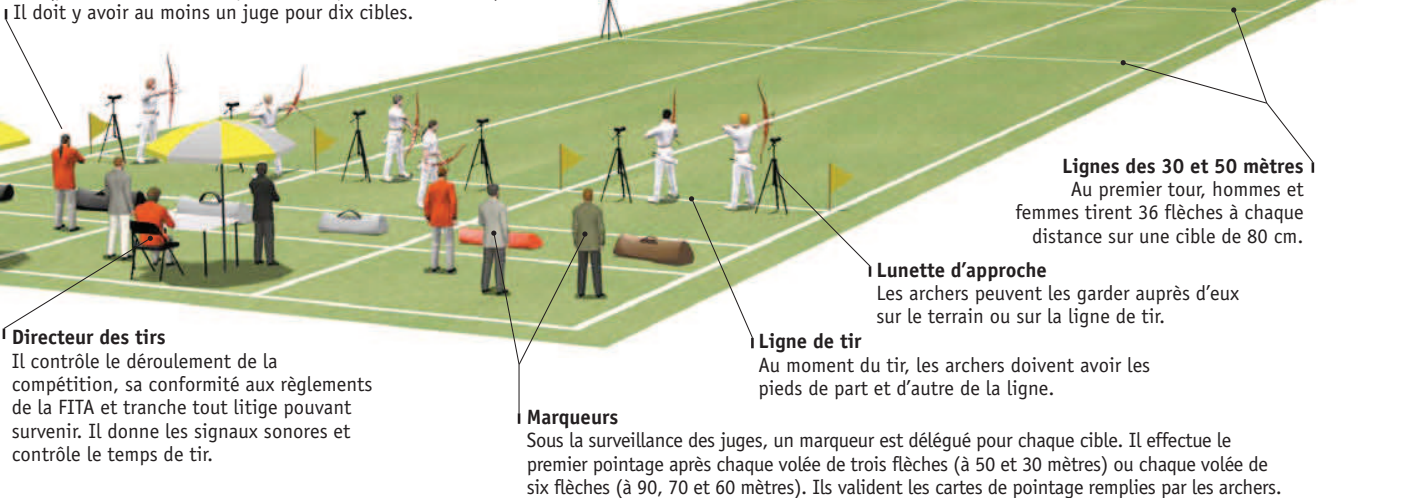 Il doit y avoir au moins un juge pour dix cibles.
Lignes des 30 et 50 mètres
Au premier tour, hommes et
femmes tirent 36 flèches à chaque
distance sur une cible de 80 cm.
Lunette d’approche
Les archers peuvent les garder auprès d’eux
sur le terrain ou sur la ligne de tir.
Directeur des tirs
Il contrôle le déroulement de la
compétition, sa conformité aux règlements
de la FITA et tranche tout litige pouvant
survenir. Il donne les signaux sonores et
contrôle le temps de tir.
Ligne de tir
Au moment du tir, les archers doivent avoir les
pieds de part et d’autre de la ligne.
Marqueurs
Sous la surveillance des juges, un marqueur est délégué pour chaque cible. Il effectue le
premier pointage après chaque volée de trois flèches (à 50 et 30 mètres) ou chaque volée de
six flèches (à 90, 70 et 60 mètres). Ils valident les cartes de pointage remplies par les archers.